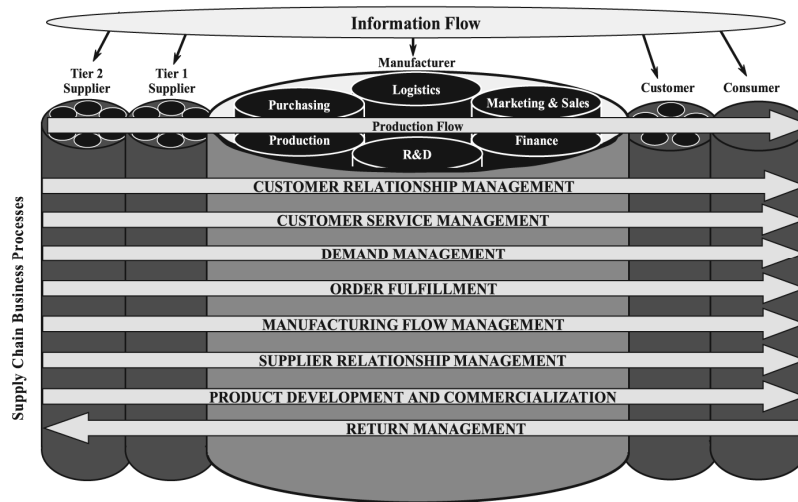 Information Flow
Manufacturer
Tier 2
Supplier
Tier 1
Supplier
Customer
Consumer
Logistics
Purchasing
Marketing & Sales
Production Flow
Production
Finance
R&D
Supply Chain Business Processes
CUSTOMER RELATIONSHIP MANAGEMENT
CUSTOMER SERVICE MANAGEMENT
DEMAND MANAGEMENT
ORDER FULFILLMENT
MANUFACTURING FLOW MANAGEMENT
SUPPLIER RELATIONSHIP MANAGEMENT
PRODUCT DEVELOPMENT AND COMMERCIALIZATION
RETURN MANAGEMENT